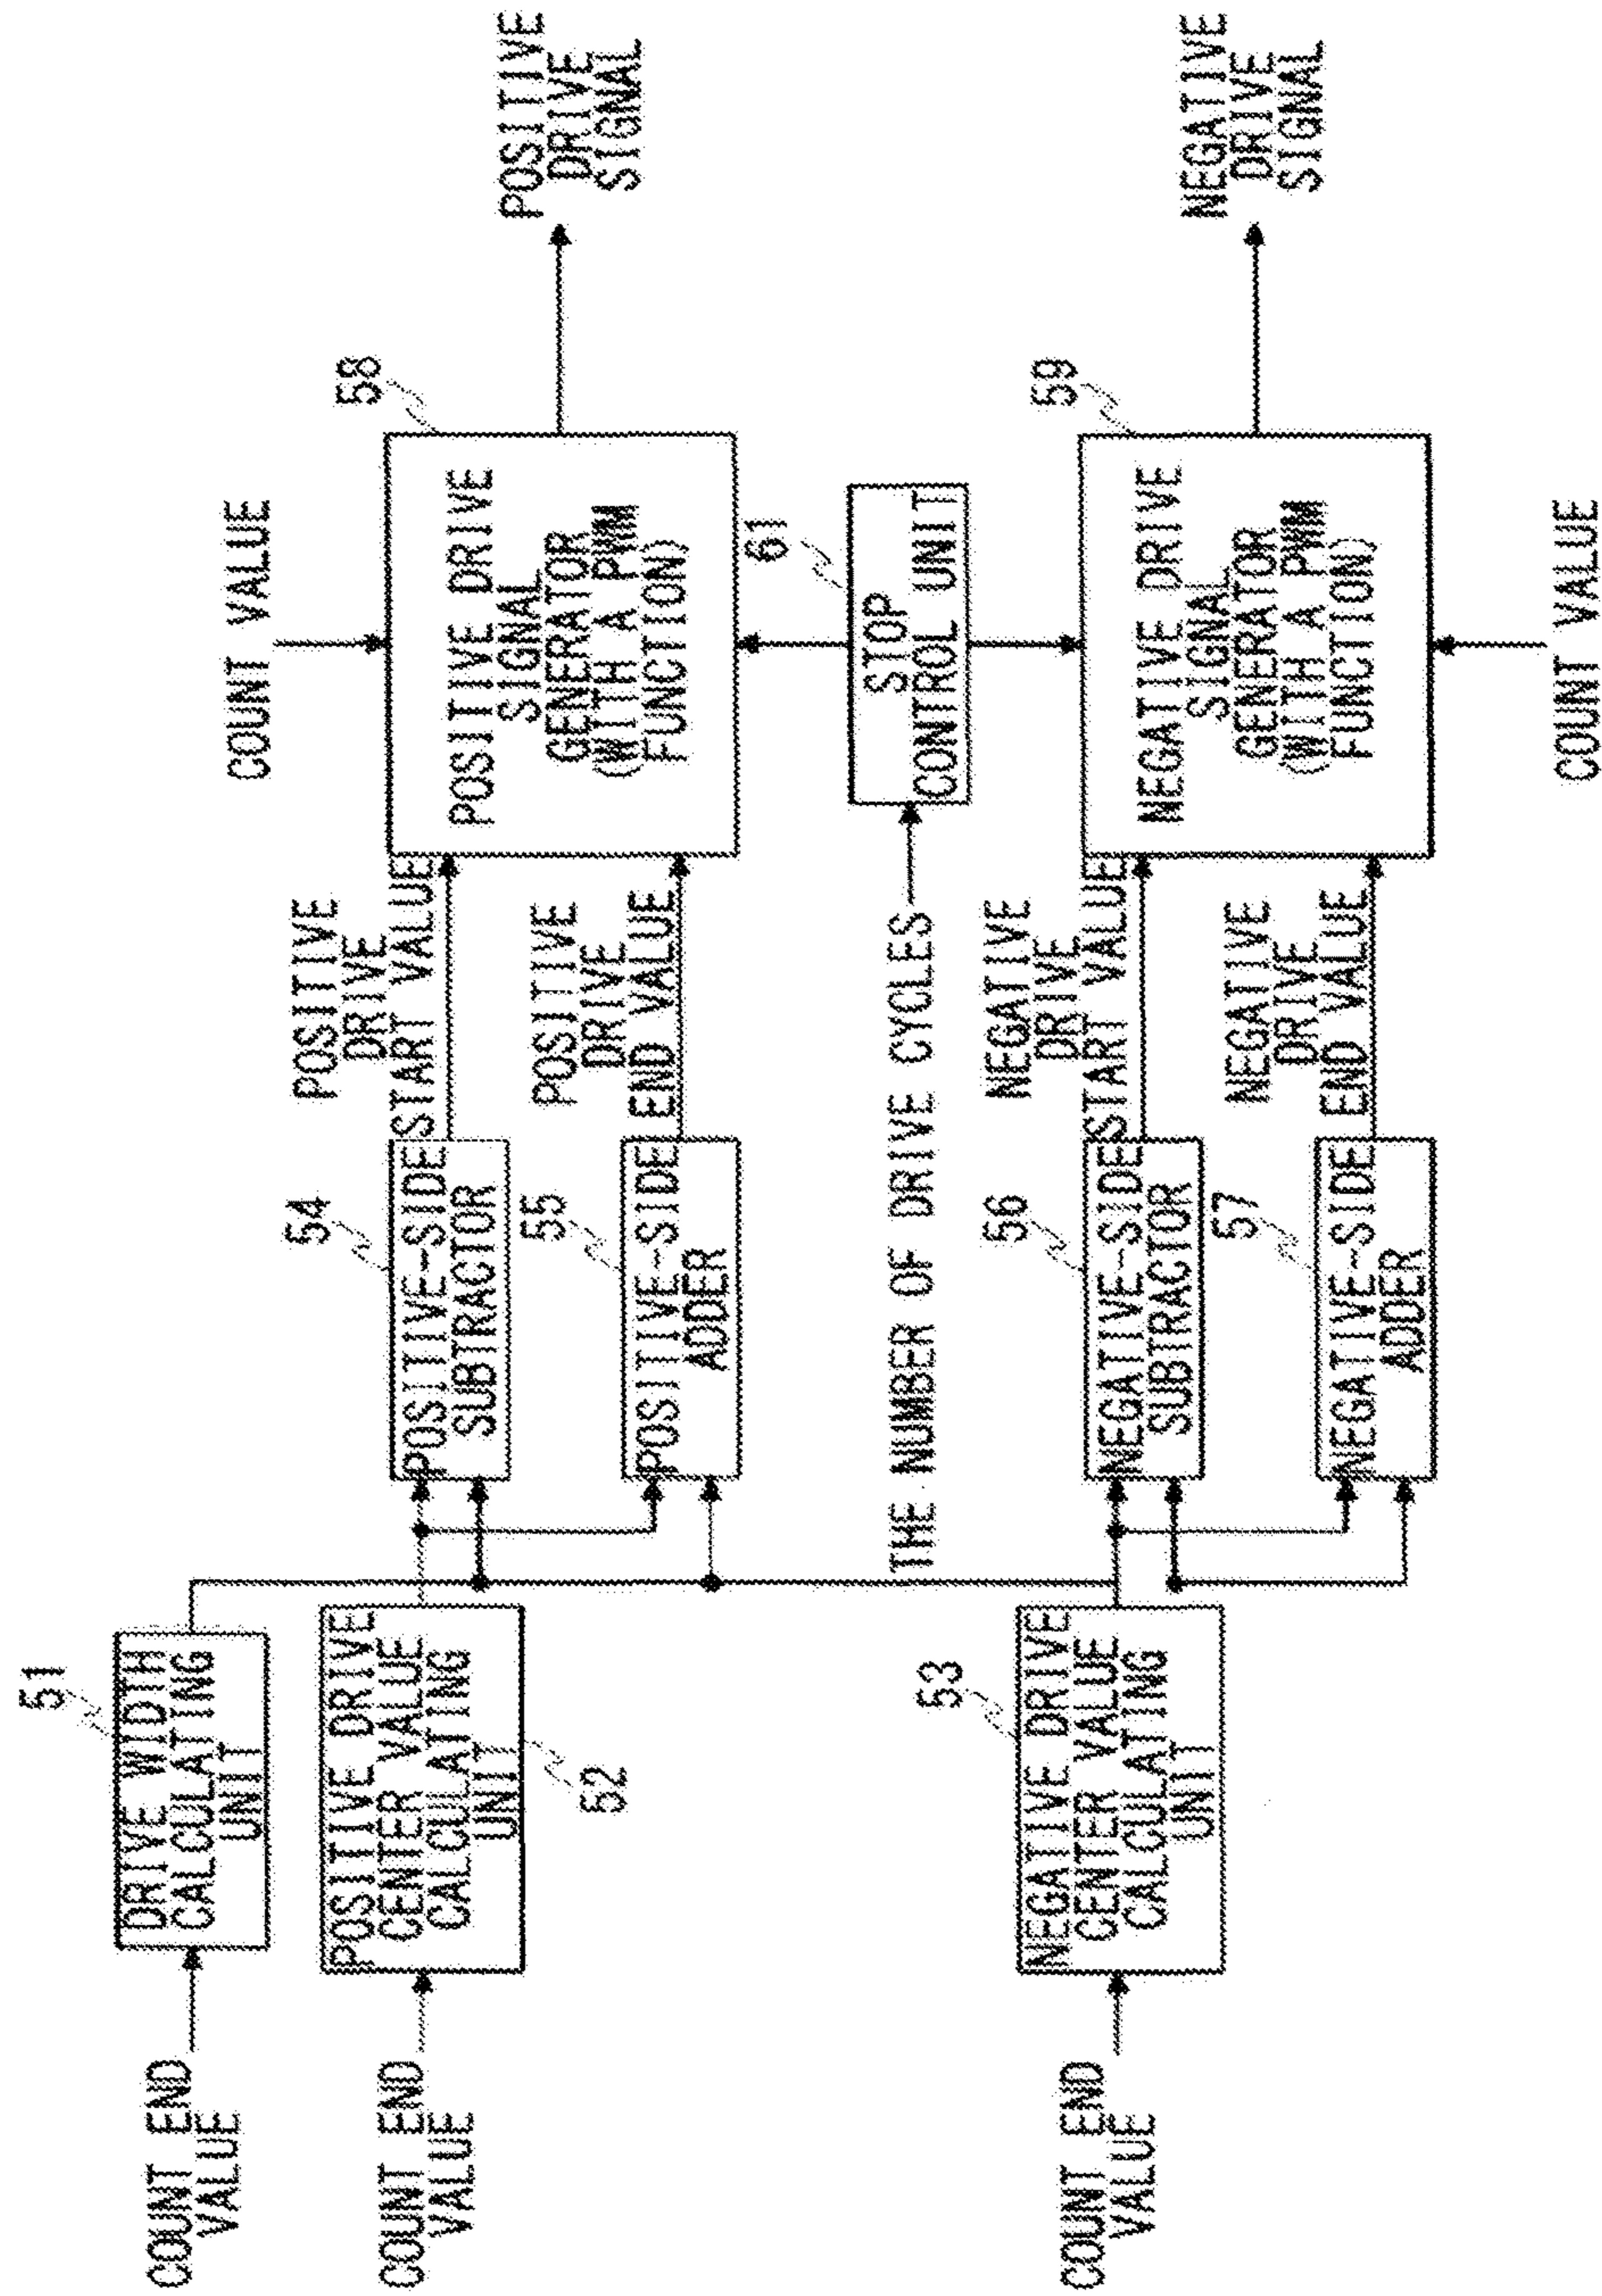 COUNT END
VALUE
51
DRIVE WIDTH
CALCULATING
UNIT
COUNT END
VALUE
POSITIVE DRIVE
CENTER VALUE
CALCULATING
UNIT
52
COUNT END
VALUE
53
NEGATIVE DRIVE
CENTER VALUE
CALCULATING
UNIT
54
POSITIVE-SIDE
SUBTRACTOR
55
POSITIVE-SIDE
ADDER
THE NUMBER OF DRIVE CYCLES
56
NEGATIVE-SIDE
SUBTRACTOR
57
NEGATIVE-SIDE
ADDER
POSITIVE
DRIVE
START VALUE
POSITIVE
DRIVE
END VALUE
NEGATIVE
DRIVE
START VALUE
NEGATIVE
DRIVE
END VALUE
COUNT VALUE
58
POSITIVE DRIVE
SIGNAL
GENERATOR
(WITH A PWM
FUNCTION)
61
STOP
CONTROL UNIT
59
NEGATIVE DRIVE
SIGNAL
GENERATOR
(WITH A PWM
FUNCTION)
COUNT VALUE
POSITIVE
DRIVE
SIGNAL
NEGATIVE
DRIVE
SIGNAL